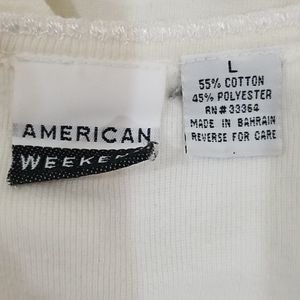 AMERICAN
L
55% COTTON
45% POLYESTER
RN#33364
MADE IN BAHRAIN
REVERSE FOR CARE